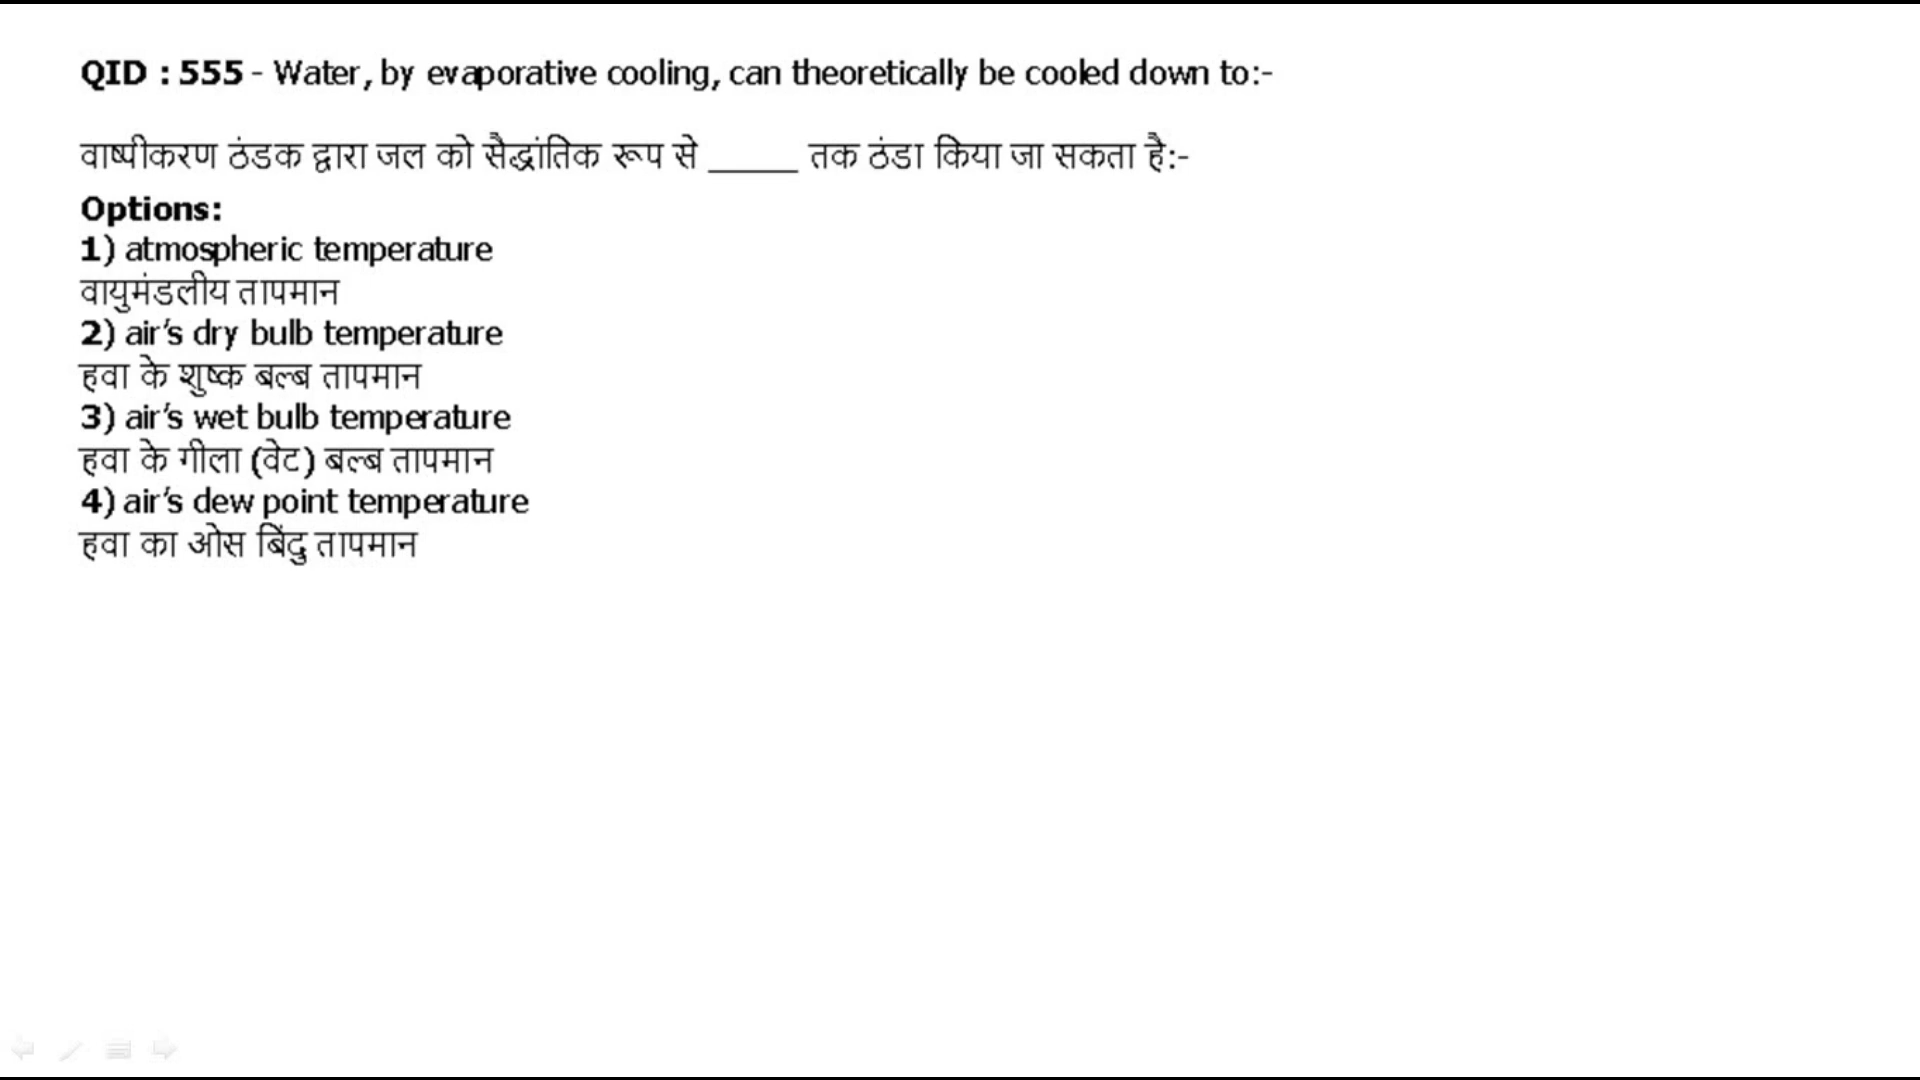 QID : 555 - Water, by evaporative cooling, can theoretically be cooled down to:-
वाष्पीकरण ठंडक द्वारा जल को सैद्धांतिक रूप से _____ तक ठंडा किया जा सकता है:-
Options:
1) atmospheric temperature
वायुमंडलीय तापमान
2) air’s dry bulb temperature
हवा के शुष्क बल्ब तापमान
3) air’s wet bulb temperature
हवा के गीला (वेट) बल्ब तापमान
4) air’s dew point temperature
हवा का ओस बिंदु तापमान